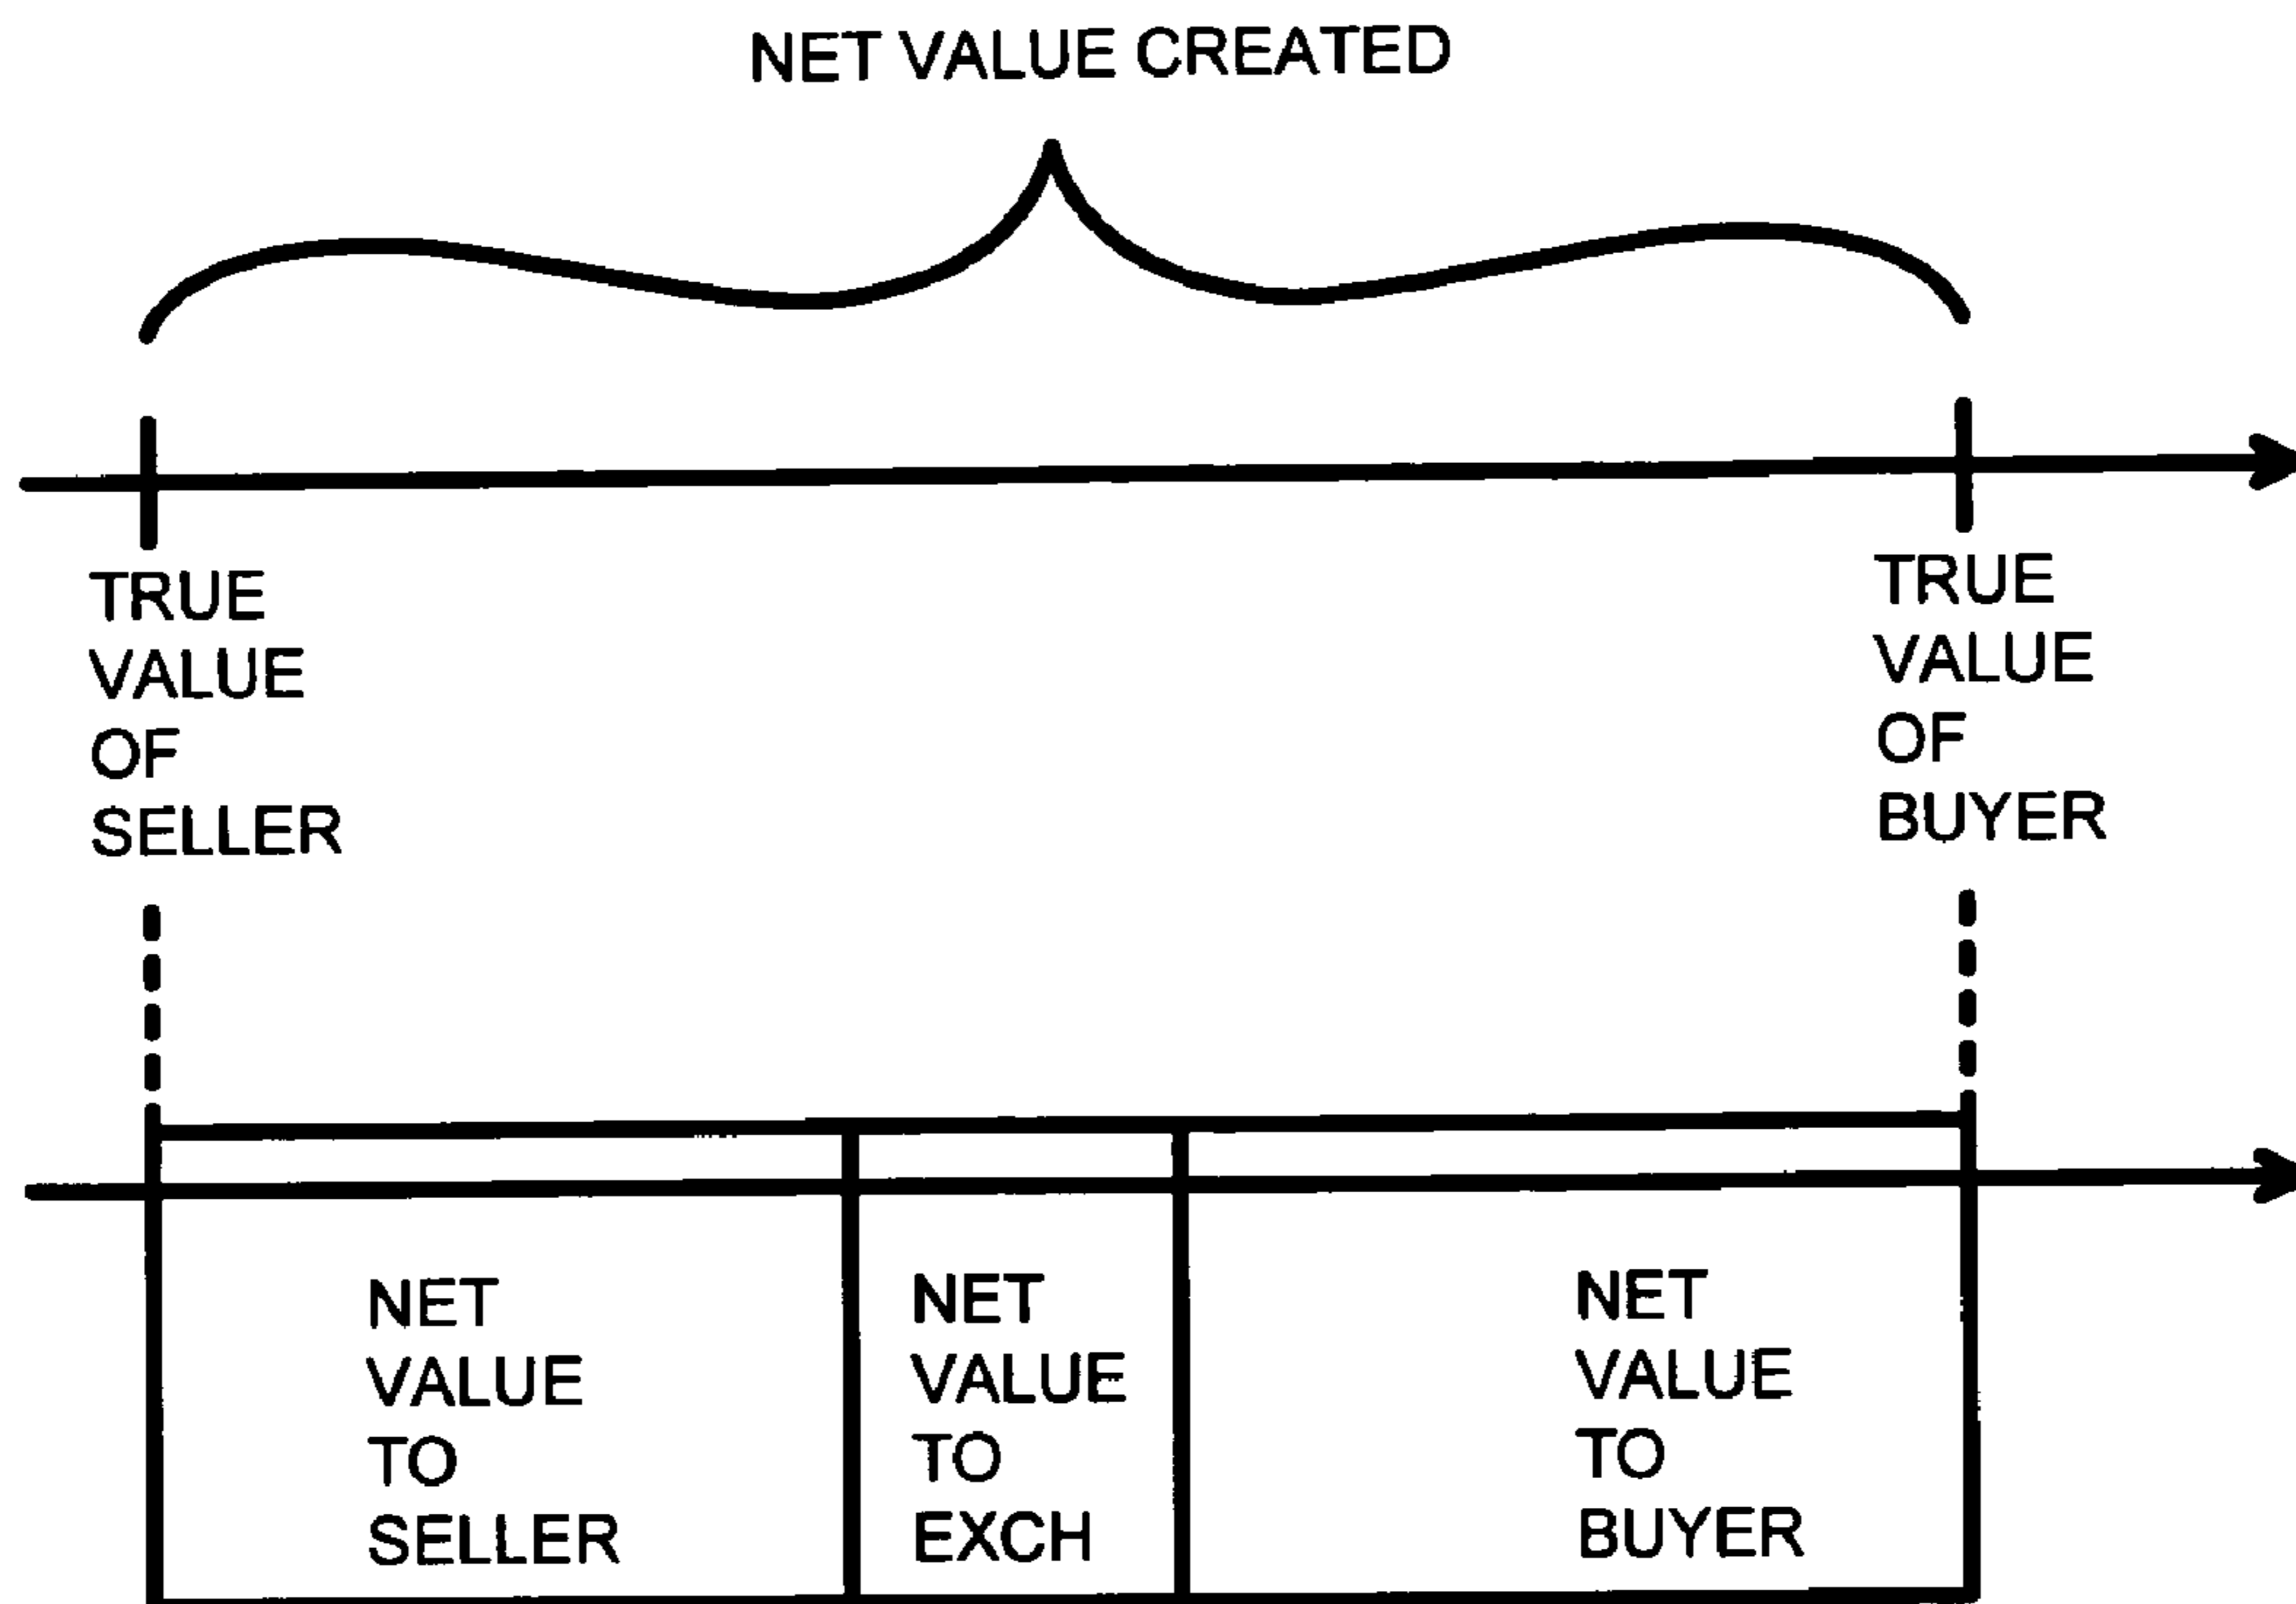 NET VALUE CREATED
TRUE
VALUE
OF
SELLER
TRUE
VALUE
OF
BUYER
NET
VALUE
TO
SELLER
NET
VALUE
TO
EXCH
NET
VALUE
TO
BUYER